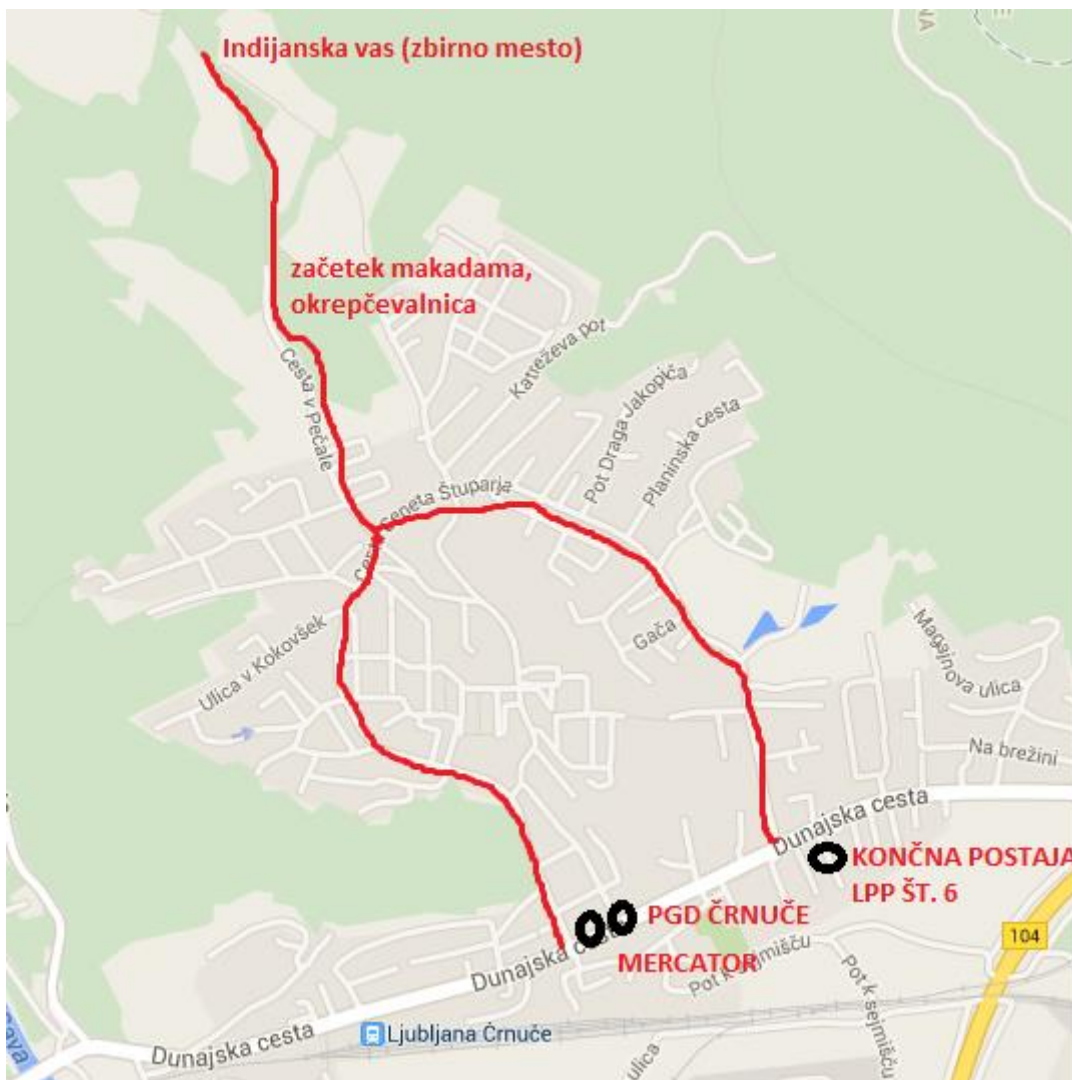 Indijanska vas (zbirno mesto)
začetek makadama,
okrepčevalnica
Katteževa pot
Cesta v Pečale
Pot Draga Jakopiča
Planinska cesta
Cesta Ceneta Štuparja
Gača
Magajnova ulica
Ulica v Kokovšek
Na brežini
Dunajska cesta
KONČNA POSTAJA
LPP ŠT. 6
PGD ČRNUČE
MERCATOR
Dunajska
104
Pot k sejmišču
Pot k sejmišču
Ljubljana Črnuče
Dunajska cesta
ulica